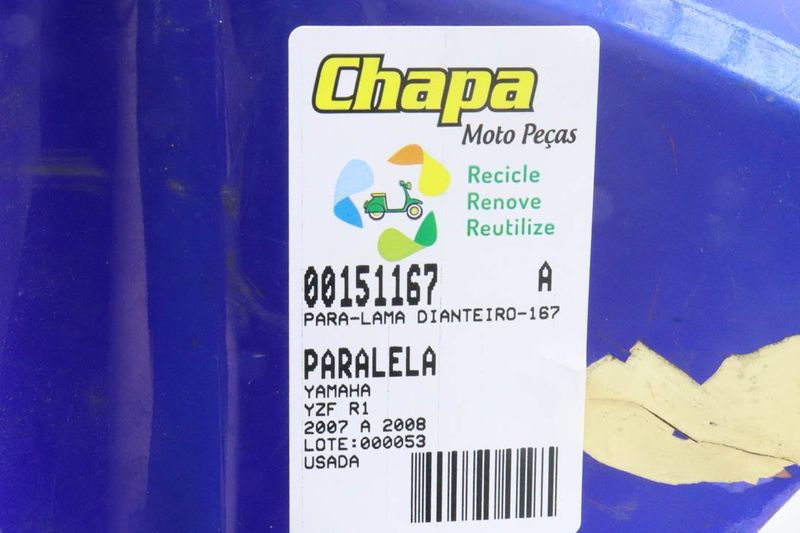 Chapa
Moto Peças
Recicle
Renove
Reutilize
00151167 A
PARA-LAMA DIANTEIRO-167
PARALELA
YAMAHA
YZF R1
2007 A 2008
LOTE:000053
USADA